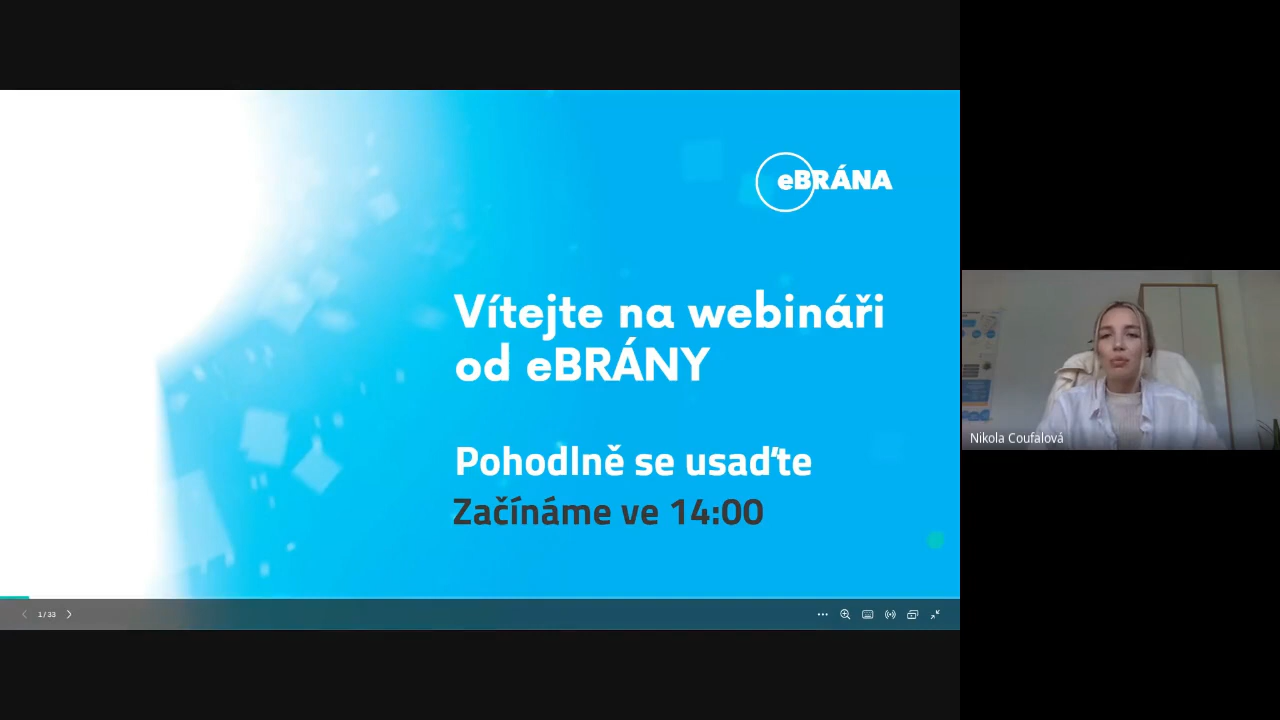 eBRÁNA
Vítejte na webináři
od eBRÁNY
Pohodlně se usaďte
Začínáme ve 14:00
1 / 33
Nikola Coufalová